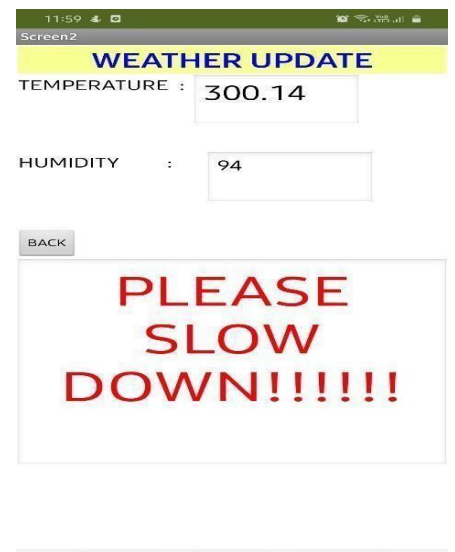 11:59
Screen2
WEATHER UPDATE
TEMPERATURE : 300.14
HUMIDITY : 94
BACK
PLEASE
SLOW
DOWN!!!!!!